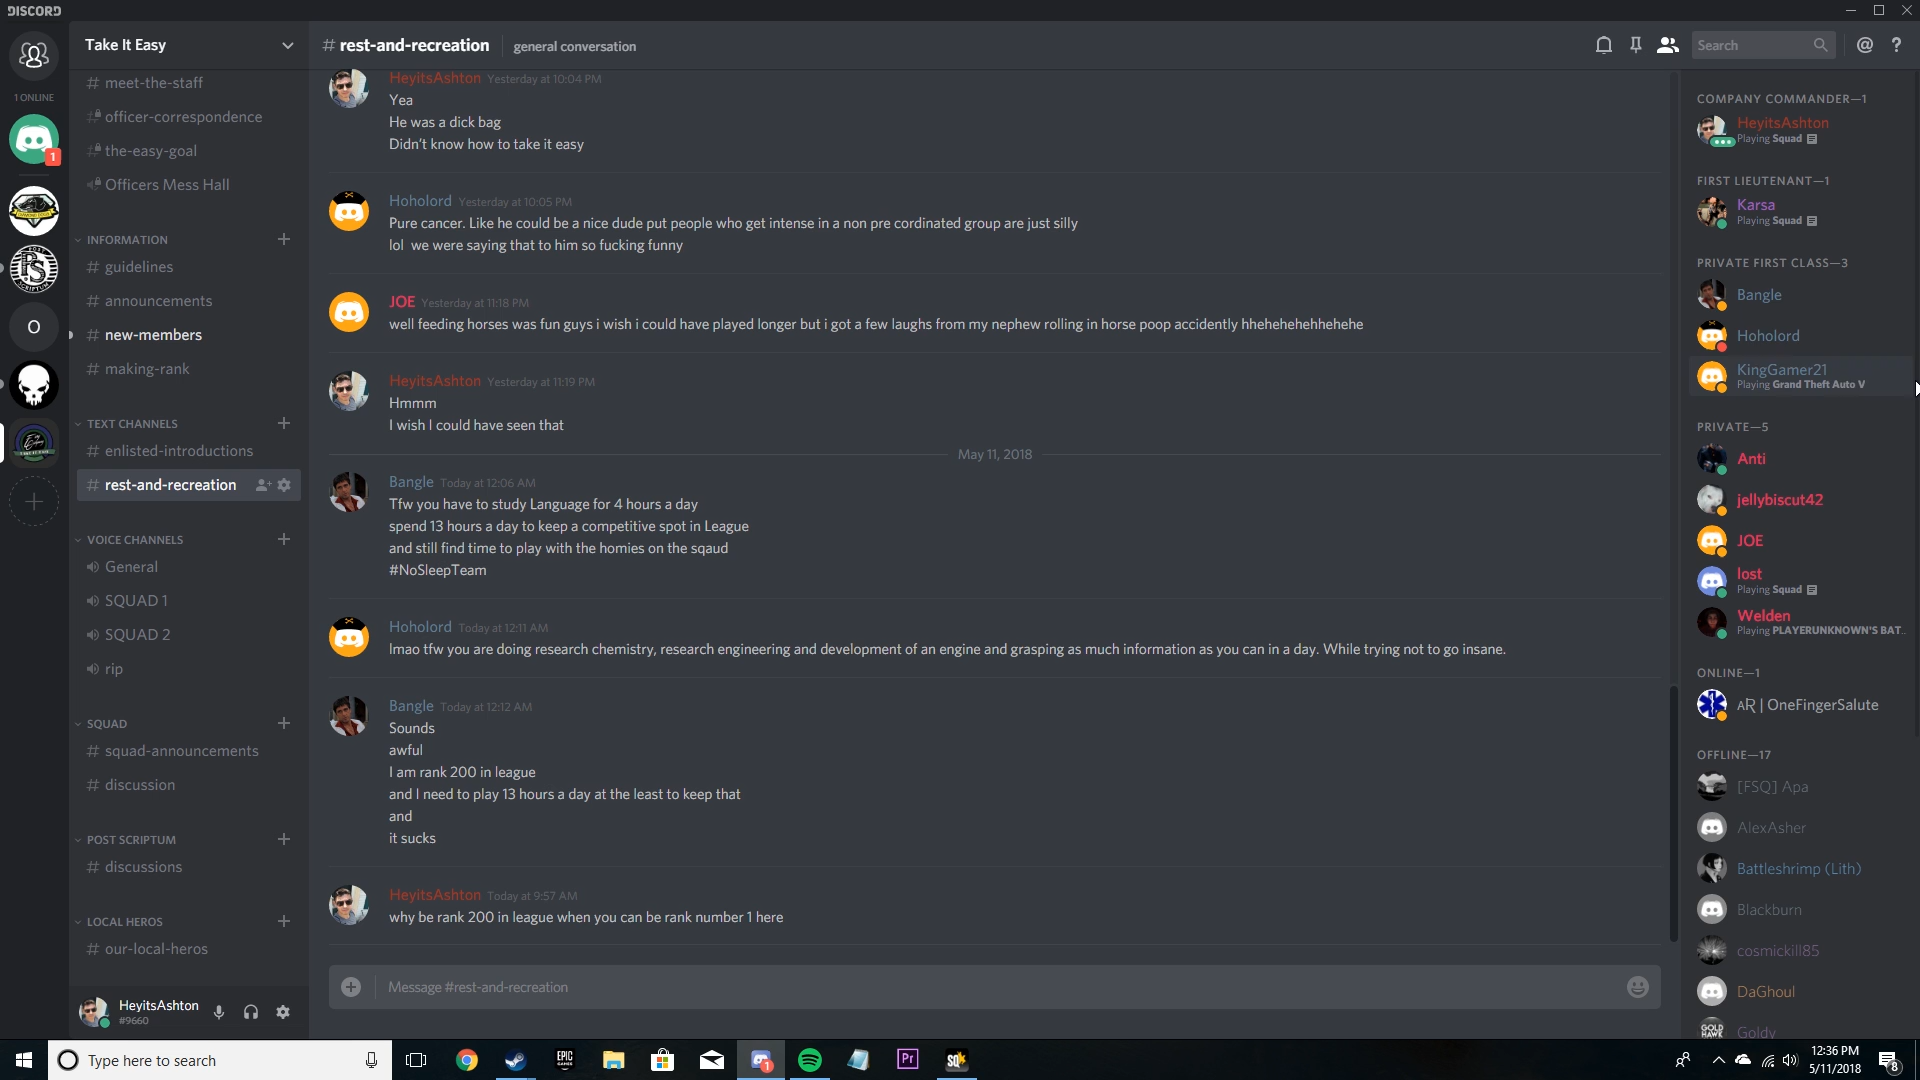 DISCORD
1 ONLINE
1
O
Take It Easy
meet-the-staff
officer-correspondence
the-easy-goal
Officers Mess Hall
INFORMATION
# guidelines
# announcements
# new-members
# making-rank
TEXT CHANNELS
# enlisted-introductions
# rest-and-recreation
VOICE CHANNELS
General
SQUAD 1
SQUAD 2
rip
SQUAD
# squad-announcements
# discussion
POST SCRIPTUM
# discussions
LOCAL HEROS
# our-local-heros
HeyitsAshton
#9660
# rest-and-recreation general conversation
Search
@ ?
HeyitsAshton Yesterday at 10:04 PM
Yea
He was a dick bag
Didn't know how to take it easy
Hoholord Yesterday at 10:05 PM
Pure cancer. Like he could be a nice dude put people who get intense in a non pre cordinated group are just silly
lol we were saying that to him so fucking funny
JOE Yesterday at 11:18 PM
well feeding horses was fun guys i wish i could have played longer but i got a few laughs from my nephew rolling in horse poop accidently hhehehehehhehehe
HeyitsAshton Yesterday at 11:19 PM
Hmmm
I wish I could have seen that
May 11, 2018
Bangle Today at 12:06 AM
Tfw you have to study Language for 4 hours a day
spend 13 hours a day to keep a competitive spot in League
and still find time to play with the homies on the sqaud
#NoSleepTeam
Hoholord Today at 12:11 AM
lmao tfw you are doing research chemistry, research engineering and development of an engine and grasping as much information as you can in a day. While trying not to go insane.
Bangle Today at 12:12 AM
Sounds
awful
I am rank 200 in league
and I need to play 13 hours a day at the least to keep that
and
it sucks
HeyitsAshton Today at 9:57 AM
why be rank 200 in league when you can be rank number 1 here
Message #rest-and-recreation
COMPANY COMMANDER—1
HeyitsAshton
Playing Squad
FIRST LIEUTENANT—1
Karsa
Playing Squad
PRIVATE FIRST CLASS—3
Bangle
Hoholord
KingGamer21
Playing Grand Theft Auto V
PRIVATE—5
Anti
jellybiscut42
JOE
lost
Playing Squad
Welden
Playing PLAYERUNKNOWN'S BAT..
ONLINE—1
AR | OneFingerSalute
OFFLINE—17
[FSQ] Apa
AlexAsher
Battleshrimp (Lith)
Blackburn
cosmickill85
DaGhoul
GOLD
HAWK
Goldy
Type here to search
EPIC
GAMES
1
Pr
SQ
12:36 PM
5/11/2018
8